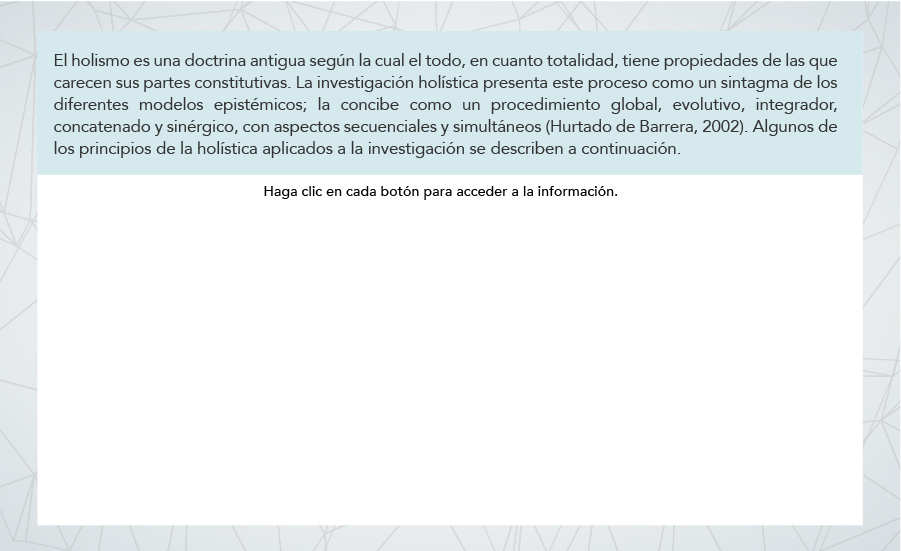 El holismo es una doctrina antigua según la cual el todo, en cuanto totalidad, tiene propiedades de las que
carecen sus partes constitutivas. La investigación holística presenta este proceso como un sintagma de los
diferentes modelos epistémicos; la concibe como un procedimiento global, evolutivo, integrador,
concatenado y sinérgico, con aspectos secuenciales y simultáneos (Hurtado de Barrera, 2002). Algunos de
los principios de la holística aplicados a la investigación se describen a continuación.
Haga clic en cada botón para acceder a la información.